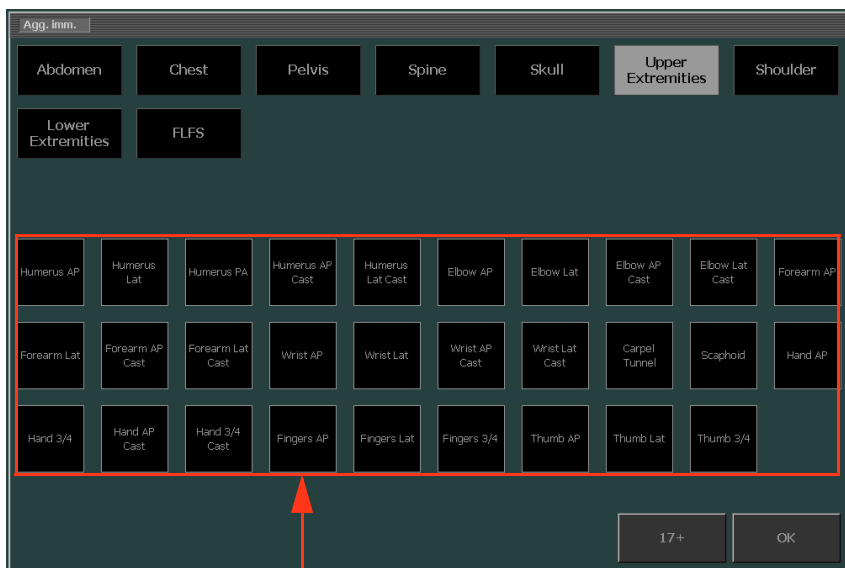 Agg. imm.
Abdomen
Chest
Pelvis
Spine
Skull
Upper
Extremities
Shoulder
Lower
Extremities
FLFS
Humerus AP
Humerus
Lat
Humerus PA
Humerus AP
Cast
Humerus
Lat Cast
Elbow AP
Elbow Lat
Elbow AP
Cast
Elbow Lat
Cast
Forearm AP
Forearm Lat
Forearm AP
Cast
Forearm Lat
Cast
Wrist AP
Wrist Lat
Wrist AP
Cast
Wrist Lat
Cast
Carpel
Tunnel
Scaphoid
Hand AP
Hand 3/4
Hand AP
Cast
Hand 3/4
Cast
Fingers AP
Fingers Lat
Fingers 3/4
Thumb AP
Thumb Lat
Thumb 3/4
17+
OK